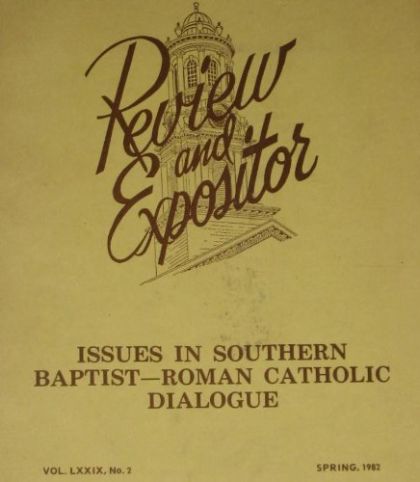 Review
and
Expositor
ISSUES IN SOUTHERN
BAPTIST—ROMAN CATHOLIC
DIALOGUE
VOL. LXXIX, No. 2
SPRING, 1982